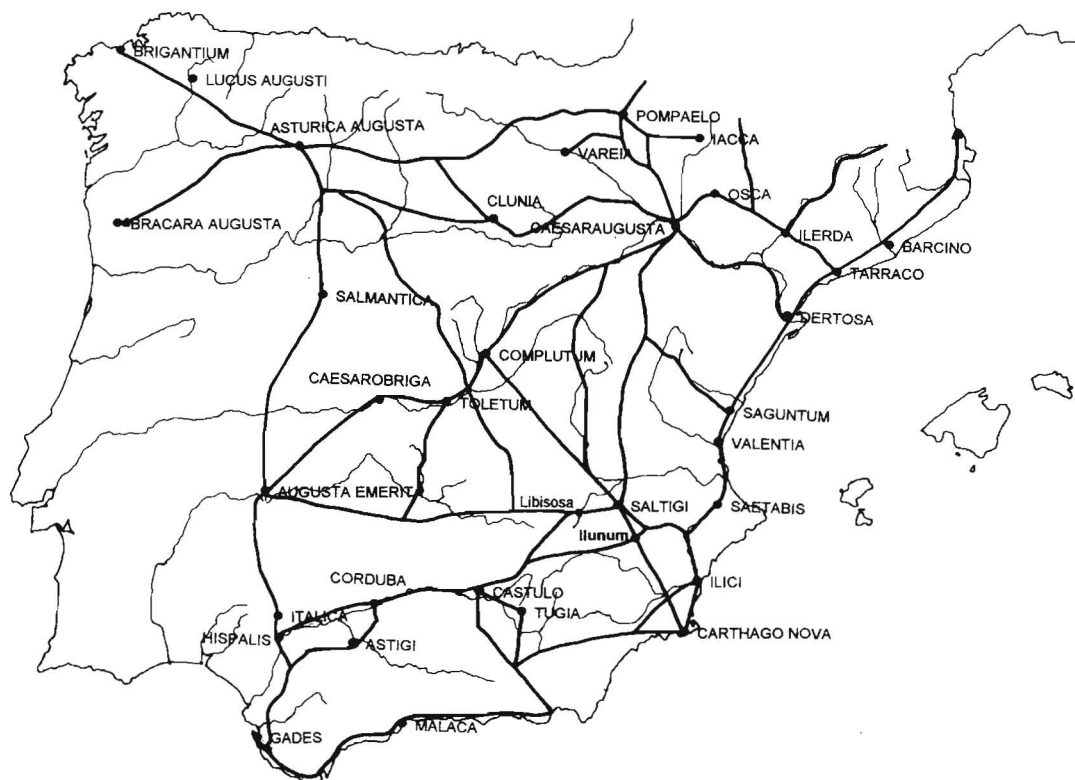 BRIGANTIUM
LUCUS AUGUSTI
POMPAELO
ASTURICA AUGUSTA
IACCA
VAREIA
OSCA
CLUNIA
BRACARA AUGUSTA
CAESARAUGUSTA
ILERDA
BARCINO
TARRACO
SALMANTICA
DERTOSA
COMPLUTUM
CAESAROBRIGA
TOLETUM
SAGUNTUM
VALENTIA
AUGUSTA EMERITA
Libisosa
SALTIGI
SAETABIS
Ilunum
CORDUBA
CASTULO
ILICI
ITALICA
TUGIA
HISPALIS
ASTIGI
CARTHAGO NOVA
GADES
MALACA